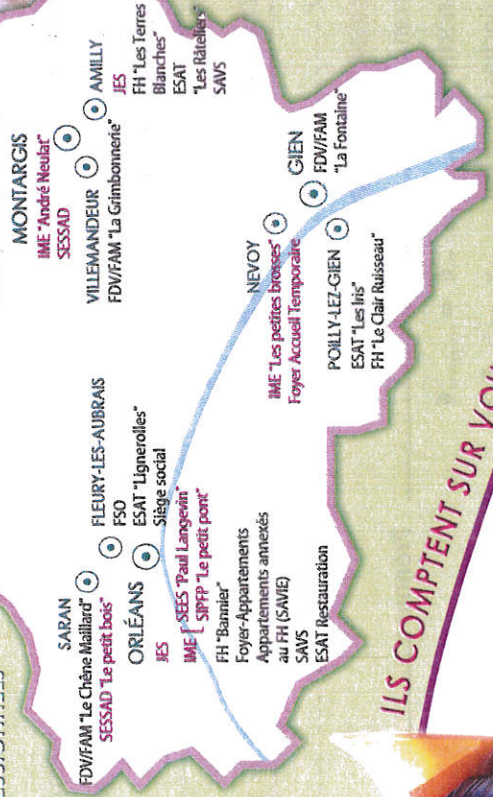 MONTARGIS
IME "André Neulat"
SESSAD
AMILLY
JES
FH "Les Terres
Blanches"
ESAT
"Les Râteliers"
SAVS
VILLEMANDEUR
FDV/FAM "La Grimbonnerie"
SARAN
FDV/FAM "Le Chêne Maillard"
SESSAD "Le petit bois"
FLEURY-LES-AUBRAIS
FSO
ESAT "Lignerolles"
Siège social
ORLÉANS
JES
IME [ SEES "Paul Langevin"
SIPFP "Le petit pont"
FH "Bannier"
Foyer-Appartements
Appartements annexés
au FH (SAVIE)
SAVS
ESAT Restauration
NEVOY
IME "Les petites brosses"
Foyer Accueil Temporaire
GIEN
FDV/FAM
"La Fontaine"
POILLY-LEZ-GIEN
ESAT "Les Iris"
FH "Le Clair Ruisseau"
ILS COMPTENT SUR